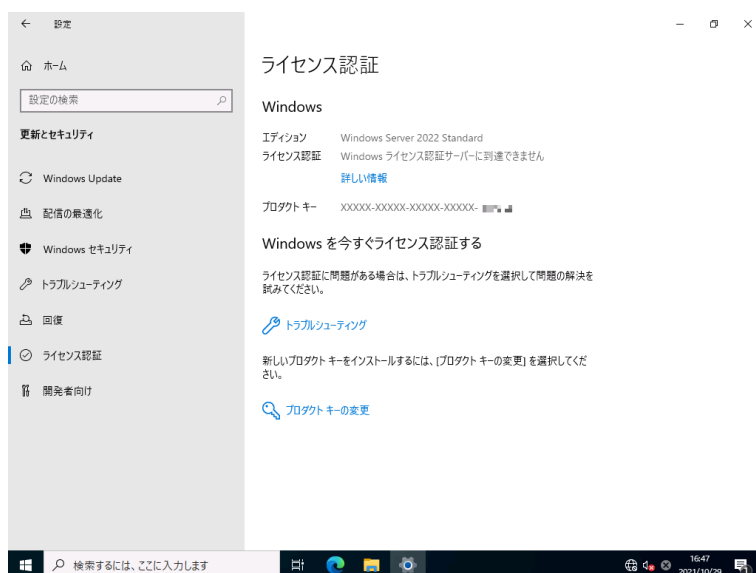 設定
ホーム
設定の検索
更新とセキュリティ
Windows Update
配信の最適化
Windows セキュリティ
トラブルシューティング
回復
ライセンス認証
開発者向け
ライセンス認証
Windows
エディション Windows Server 2022 Standard
ライセンス認証 Windows ライセンス認証サーバーに到達できません
詳しい情報
プロダクト キー XXXXX-XXXXX-XXXXX-XXXXX-
Windows を今すぐライセンス認証する
ライセンス認証に問題がある場合は、トラブルシューティングを選択して問題の解決を
試みてください。
トラブルシューティング
新しいプロダクト キーをインストールするには、[プロダクト キーの変更] を選択してくだ
さい。
プロダクト キーの変更
検索するには、ここに入力します
16:47
2021/10/29